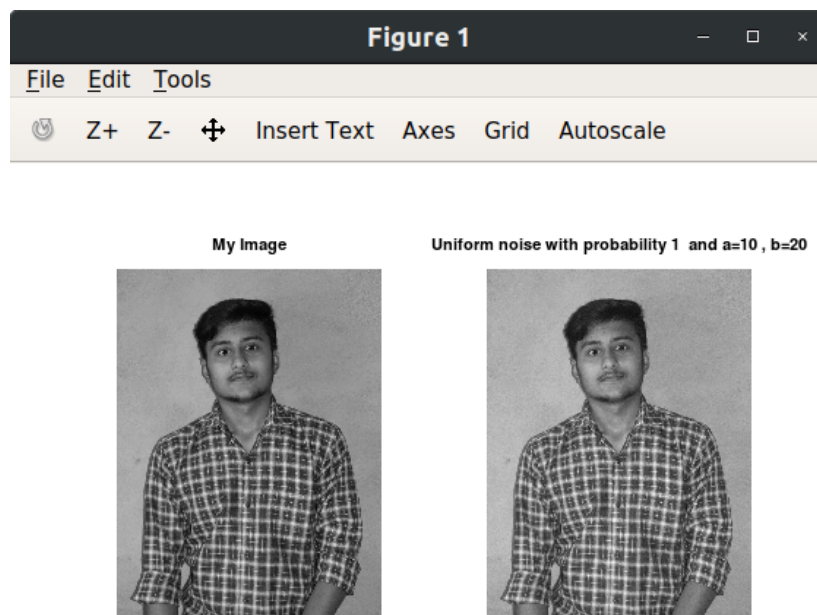 Figure 1
File Edit Tools
Z+ Z- Insert Text Axes Grid Autoscale
My Image
Uniform noise with probability 1  and a=10 , b=20